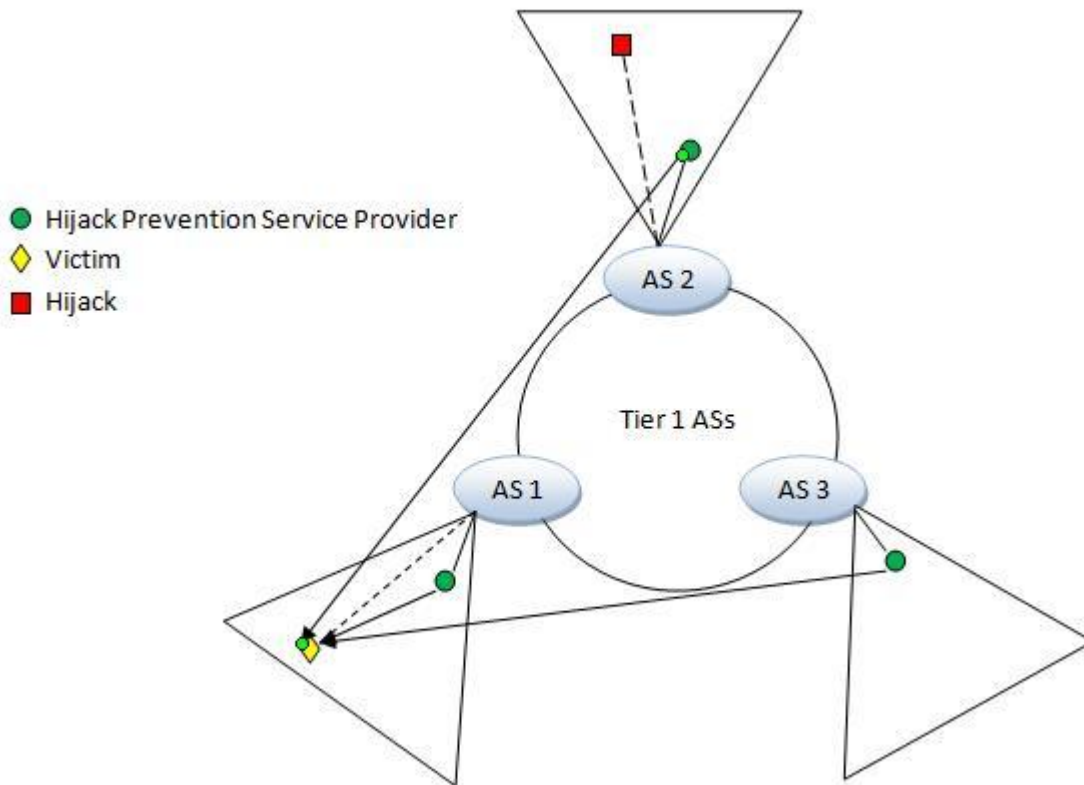 AS 2
Hijack Prevention Service Provider
Victim
Hijack
Tier 1 ASs
AS 1
AS 3